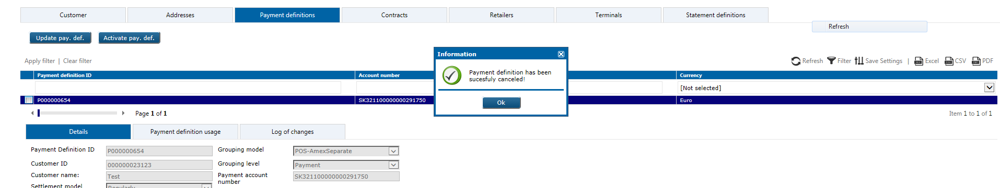 Customer Addresses Payment definitions Contracts Retailers Terminals Statement definitions
Refresh
Update pay. def. Activate pay. def.
Information
Apply filter | Clear filter
Refresh Filter Save Settings | Excel CSV PDF
Payment definition has been
sucesfuly canceled!
Payment definition ID Account number Currency
[Not selected]
P000000654 SK321100000000291750 Euro
Ok
Page 1 of 1
Item 1 to 1 of 1
Details Payment definition usage Log of changes
Payment Definition ID P000000654 Grouping model POS-AmexSeparate
Customer ID 000000023123 Grouping level Payment
Customer name: Test Payment account
number SK321100000000291750
Settlement model Regularly